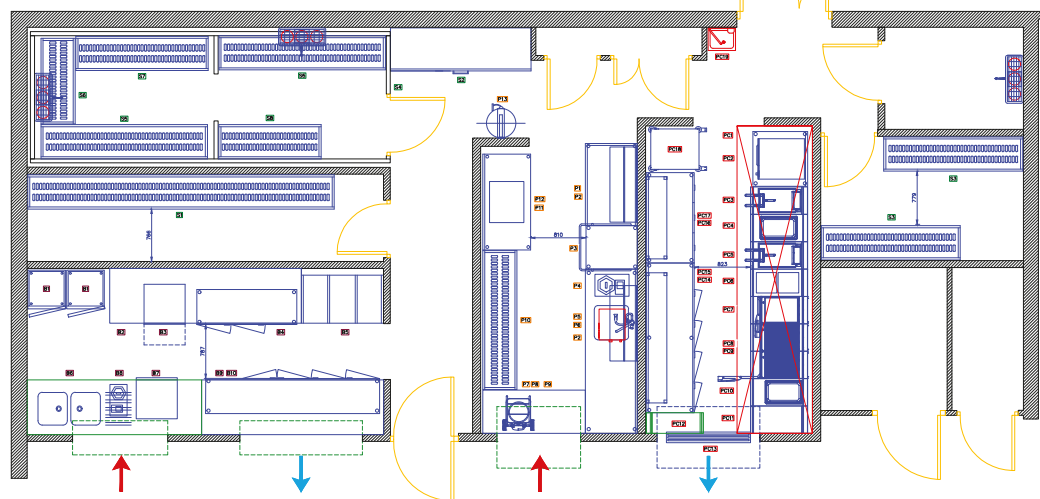 PC19
S7
S6
S4
S2
S6
P13
S5
S8
PC1
PC2
PC18
P1
P2
P12
P11
S3
779
PC3
S1
PC17
PC16
S3
PC4
766
810
P3
PC5
823
PC15
PC14
PC6
B1
B1
P4
PC7
P5
P6
P10
B2
B3
B4
B5
P2
PC8
PC9
787
B6
B8
B7
B9
B10
P7
P8
P9
PC10
PC11
PC12
PC13